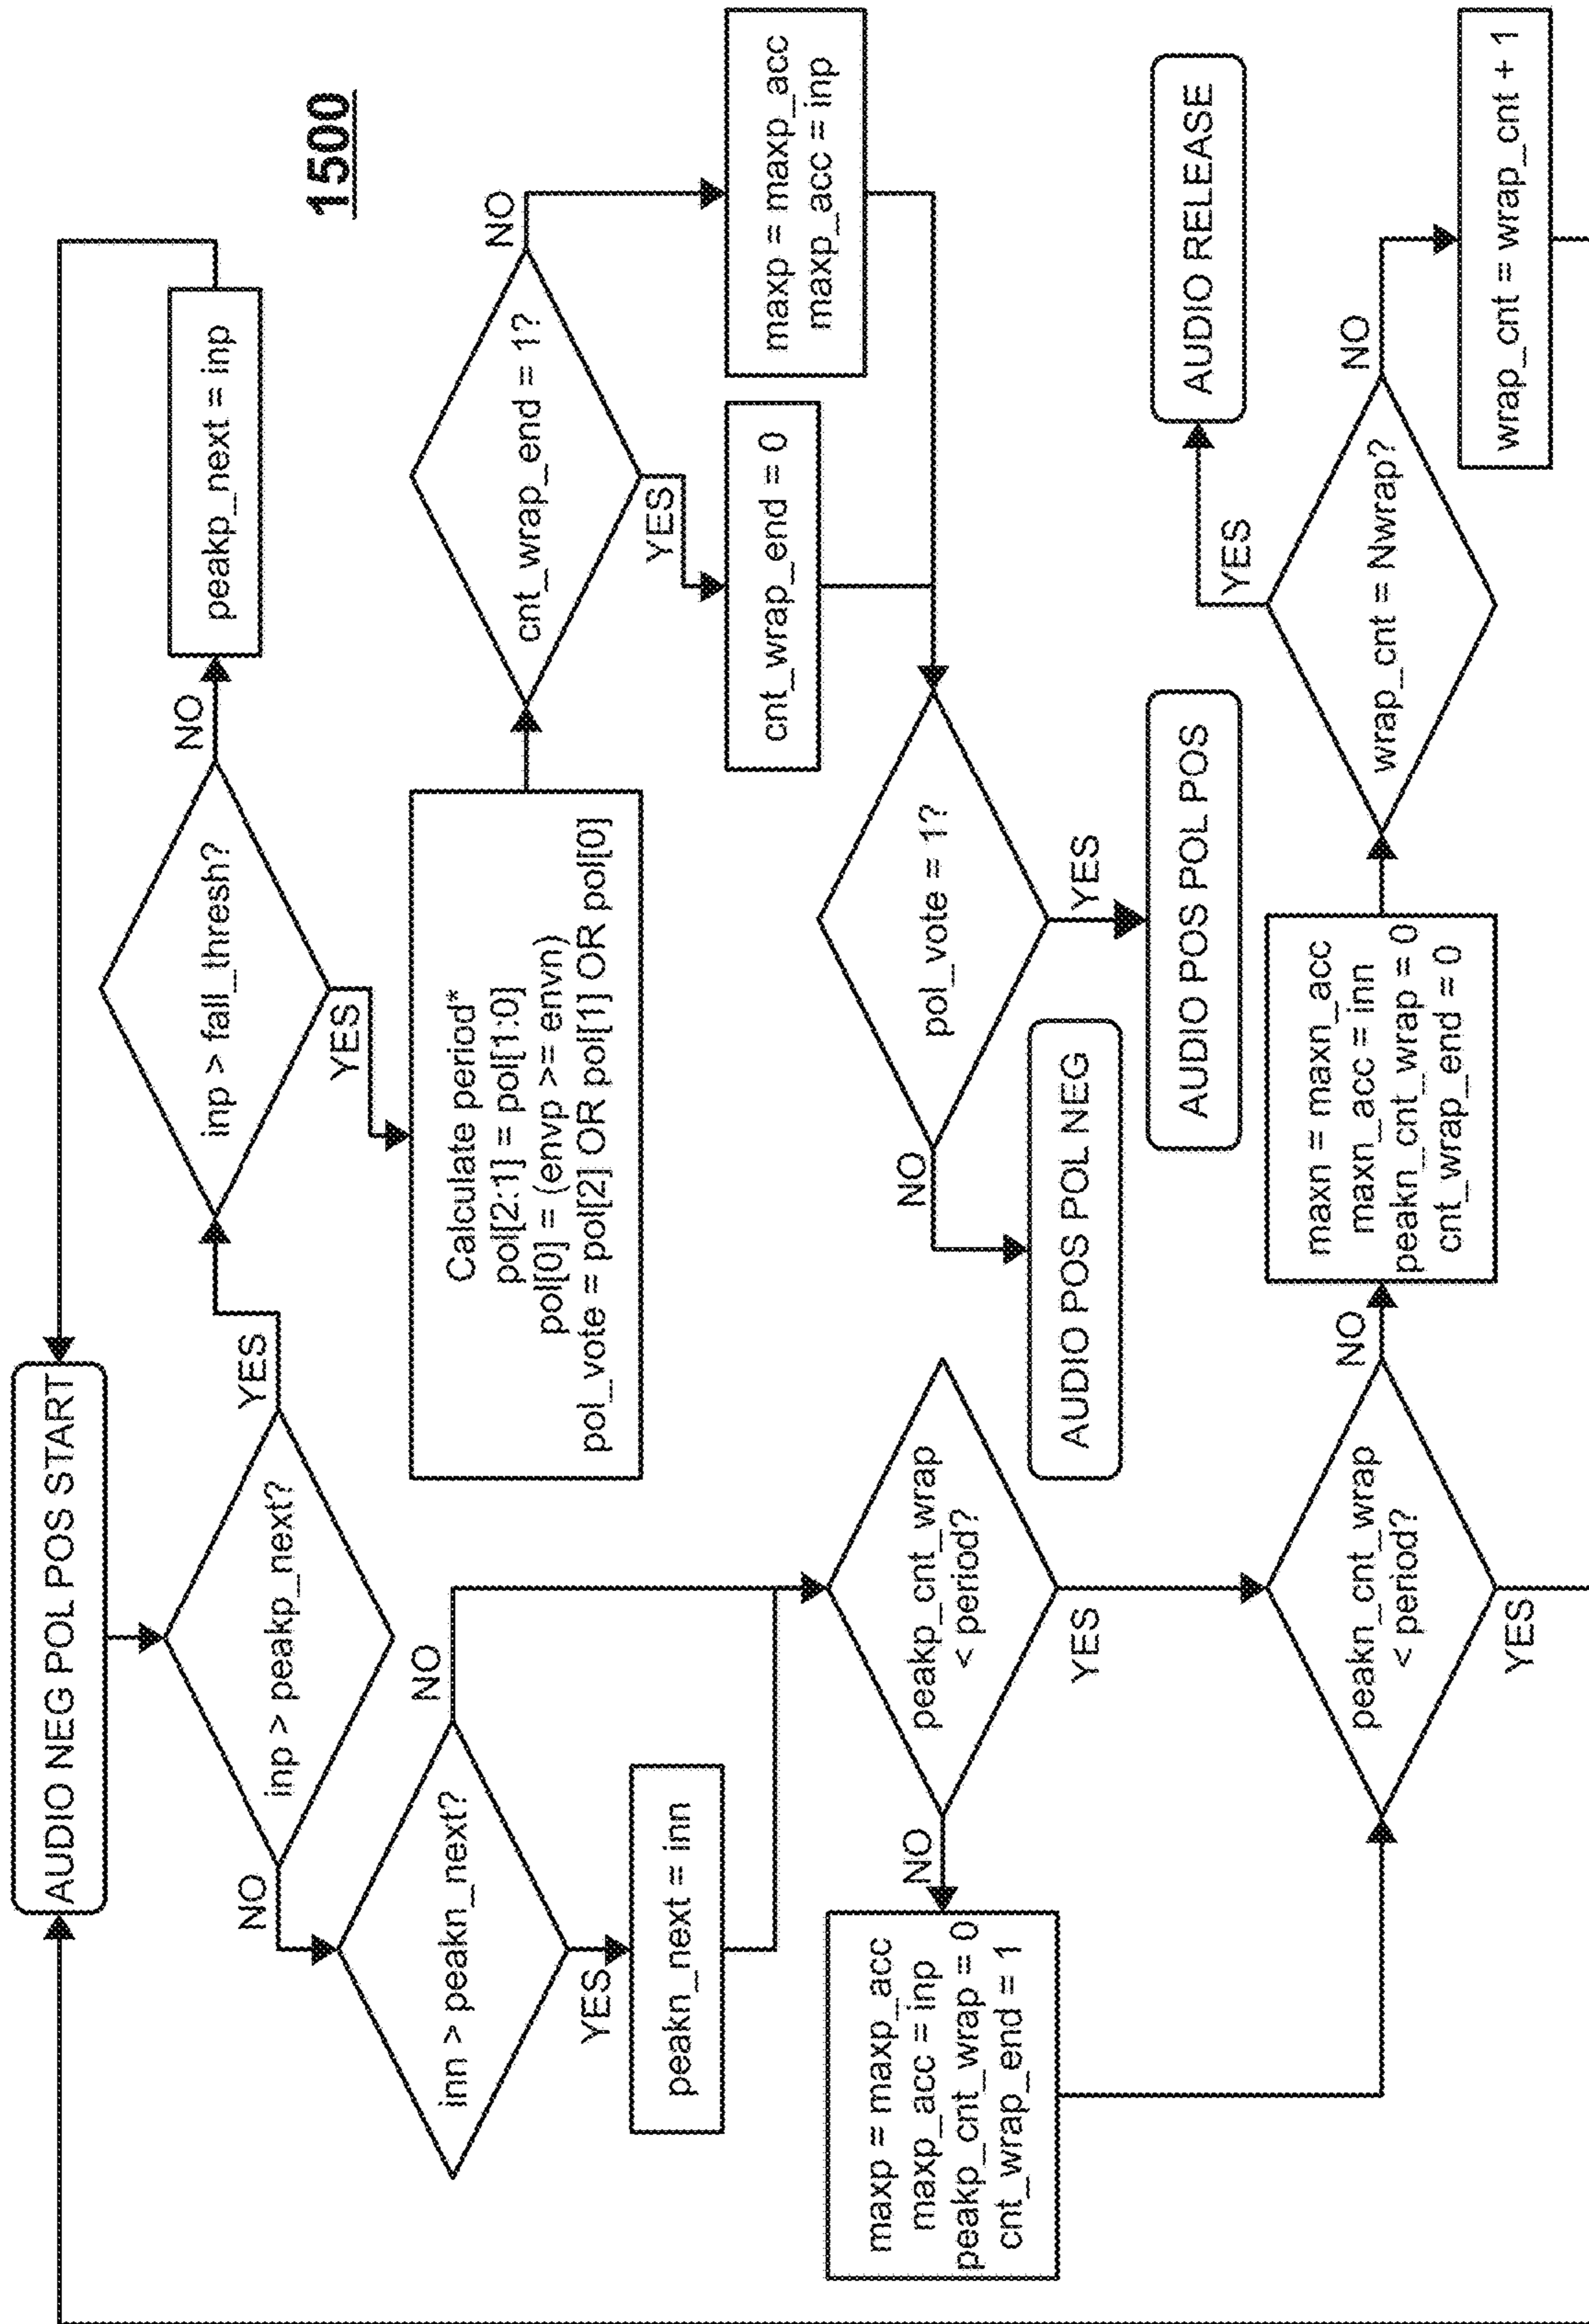 1500
AUDIO NEG POL POS START
inp > peakp_next?
YES
NO
inp > fall_thresh?
NO
YES
peakp_next = inp
Calculate period*
pol[2:1] = pol[1:0]
pol[0] = (envp >= envn)
pol_vote = pol[2] OR pol[1] OR pol[0]
cnt_wrap_end = 1?
NO
YES
cnt_wrap_end = 0
maxp = maxp_acc
maxp_acc = inp
pol_vote = 1?
NO
YES
AUDIO POS POL NEG
AUDIO POS POL POS
inn > peakn_next?
NO
YES
peakn_next = inn
peakp_cnt_wrap
< period?
NO
YES
maxp = maxp_acc
maxp_acc = inp
peakp_cnt_wrap = 0
cnt_wrap_end = 1
peakn_cnt_wrap
< period?
NO
YES
maxn = maxn_acc
maxn_acc = inn
peakn_cnt_wrap = 0
cnt_wrap_end = 0
wrap_cnt = Nwrap?
YES
NO
AUDIO RELEASE
wrap_cnt = wrap_cnt + 1